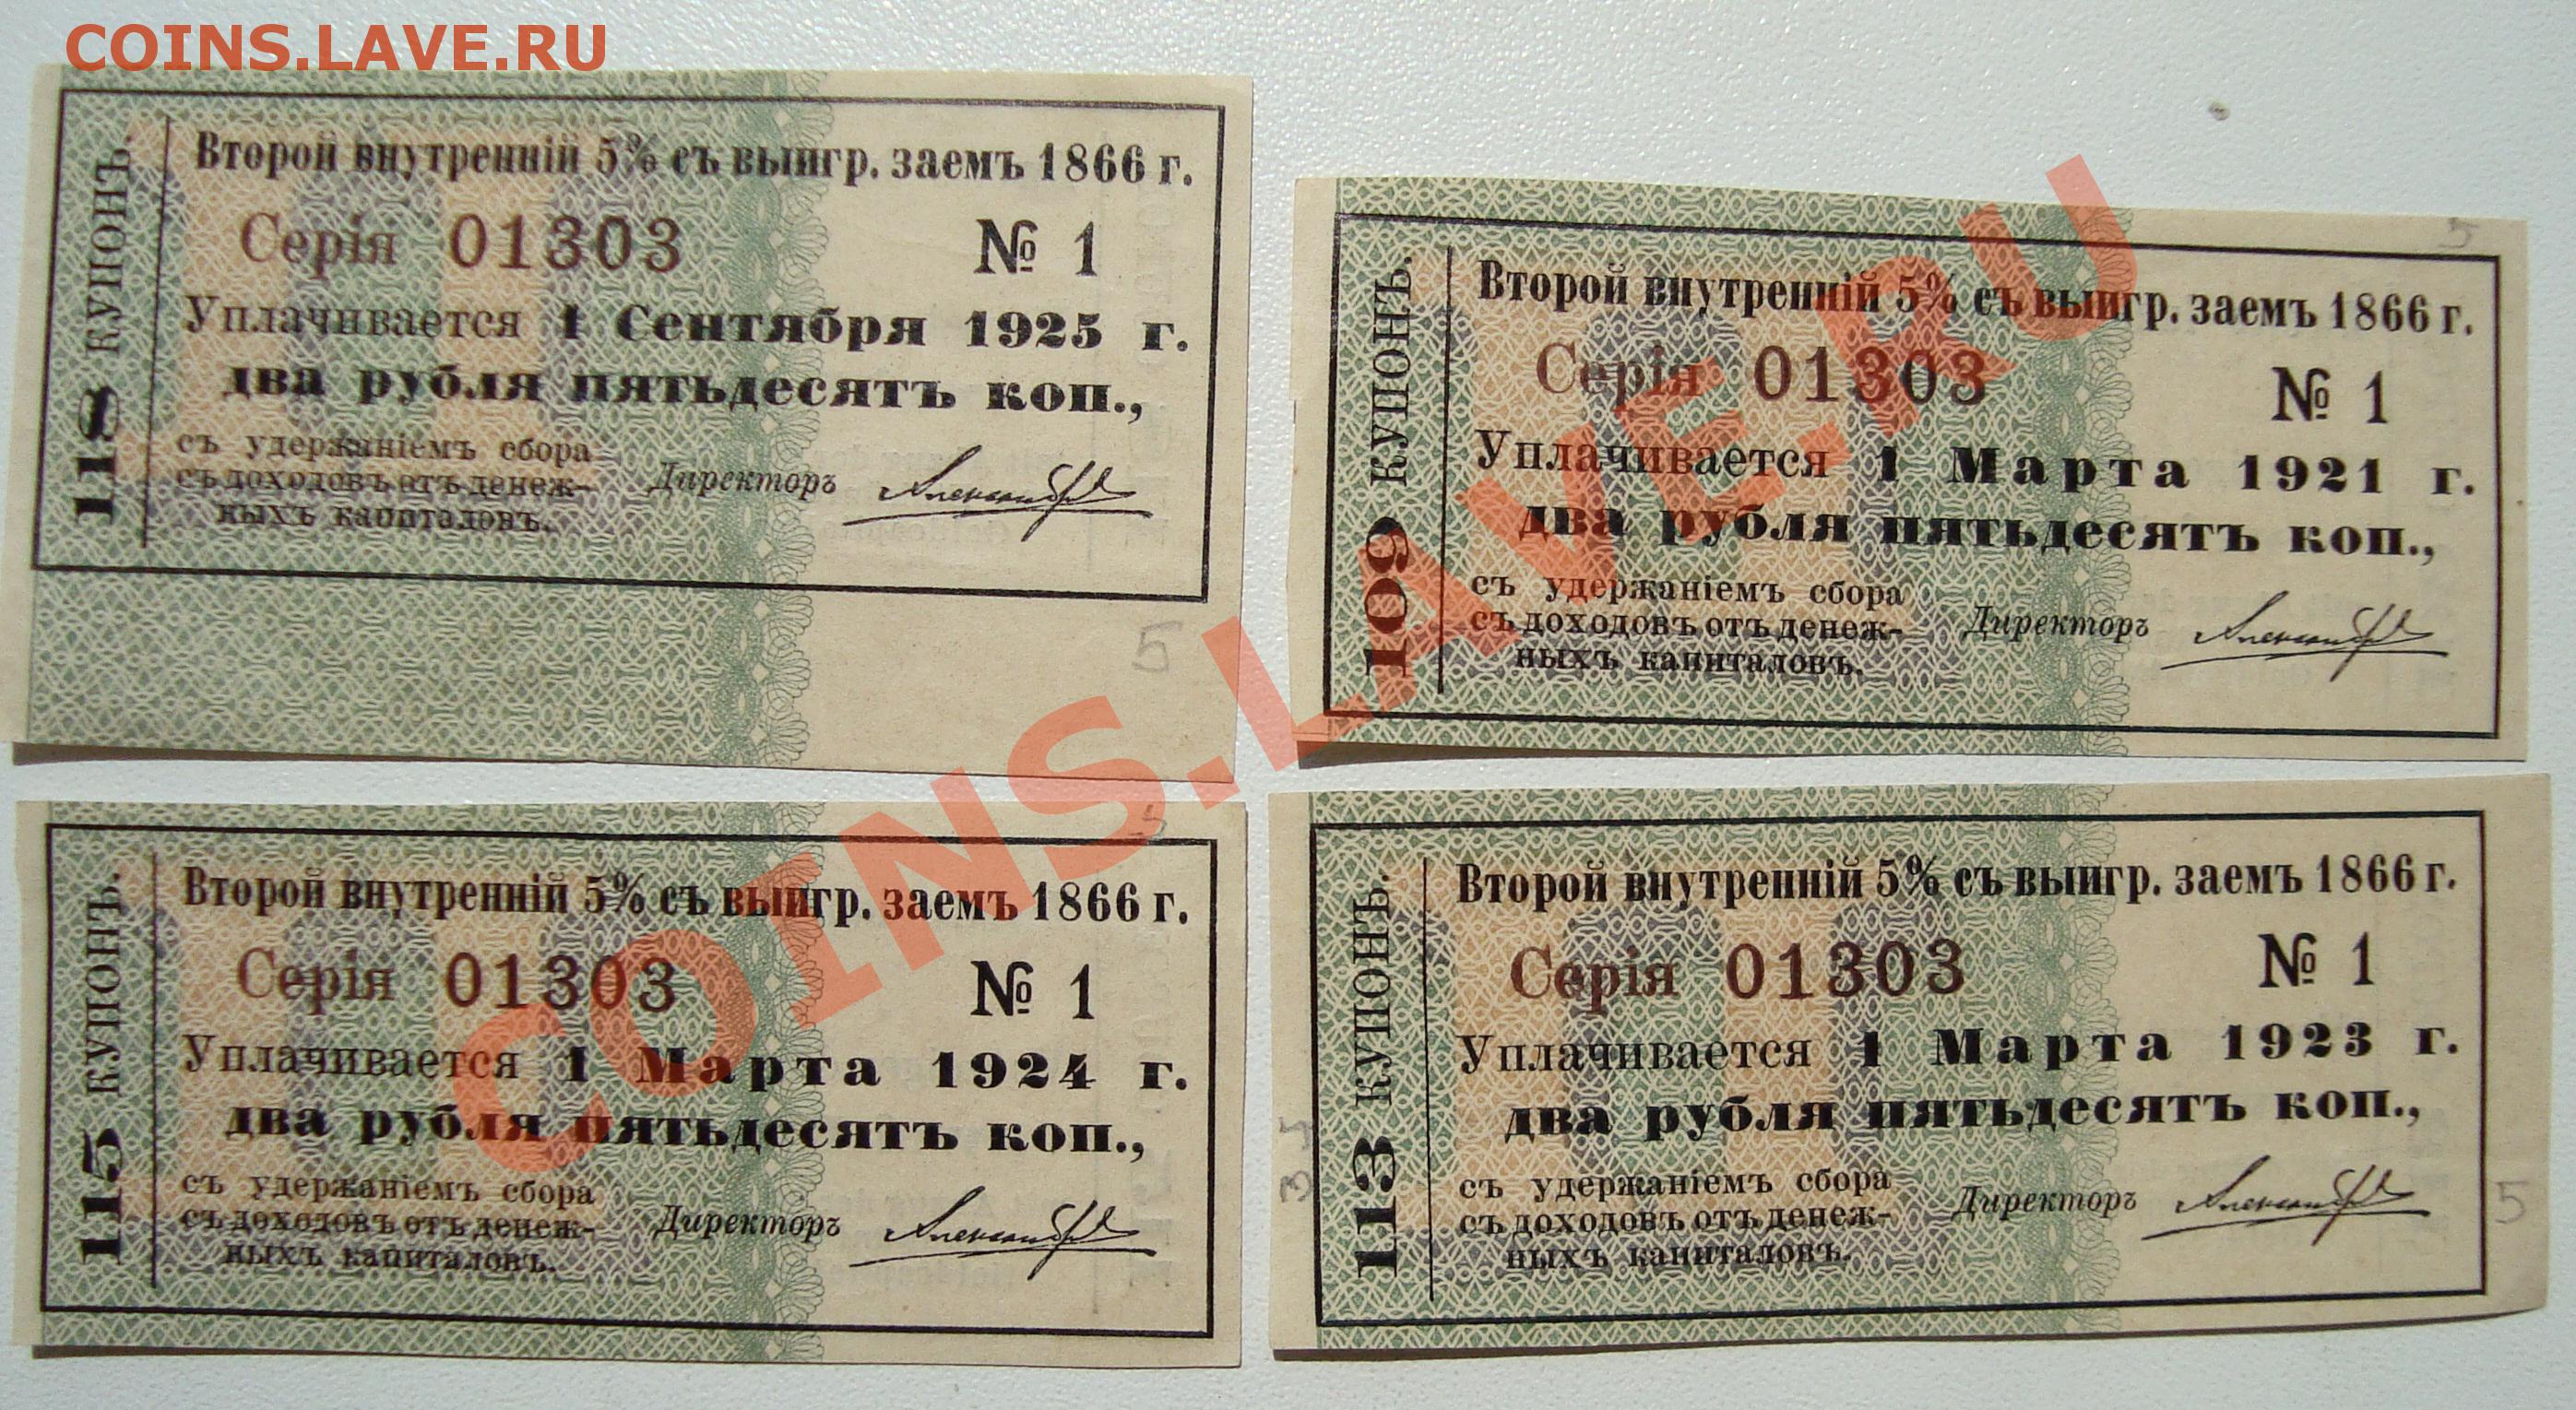 COINS.LAVE.RU
118 КУПОНЪ.
Второй внутренній 5% съ выигр. заемъ 1866 г.
Серія 01303 № 1
Уплачивается 1 Сентября 1925 г.
два рубля пятьдесятъ коп.,
съ удержаніемъ сбора
съ доходовъ отъ денеж-
ныхъ капиталовъ.
Директоръ
5
109 КУПОНЪ.
Второй внутренній 5% съ выигр. заемъ 1866 г.
Серія 01303 № 1
Уплачивается 1 Марта 1921 г.
два рубля пятьдесятъ коп.,
съ удержаніемъ сбора
съ доходовъ отъ денеж-
ныхъ капиталовъ.
Директоръ
5
115 КУПОНЪ.
Второй внутренній 5% съ выигр. заемъ 1866 г.
Серія 01303 № 1
Уплачивается 1 Марта 1924 г.
два рубля пятьдесятъ коп.,
съ удержаніемъ сбора
съ доходовъ отъ денеж-
ныхъ капиталовъ.
Директоръ
5
113 КУПОНЪ.
Второй внутренній 5% съ выигр. заемъ 1866 г.
Серія 01303 № 1
Уплачивается 1 Марта 1923 г.
два рубля пятьдесятъ коп.,
съ удержаніемъ сбора
съ доходовъ отъ денеж-
ныхъ капиталовъ.
Директоръ
5
COINS.LAVE.RU